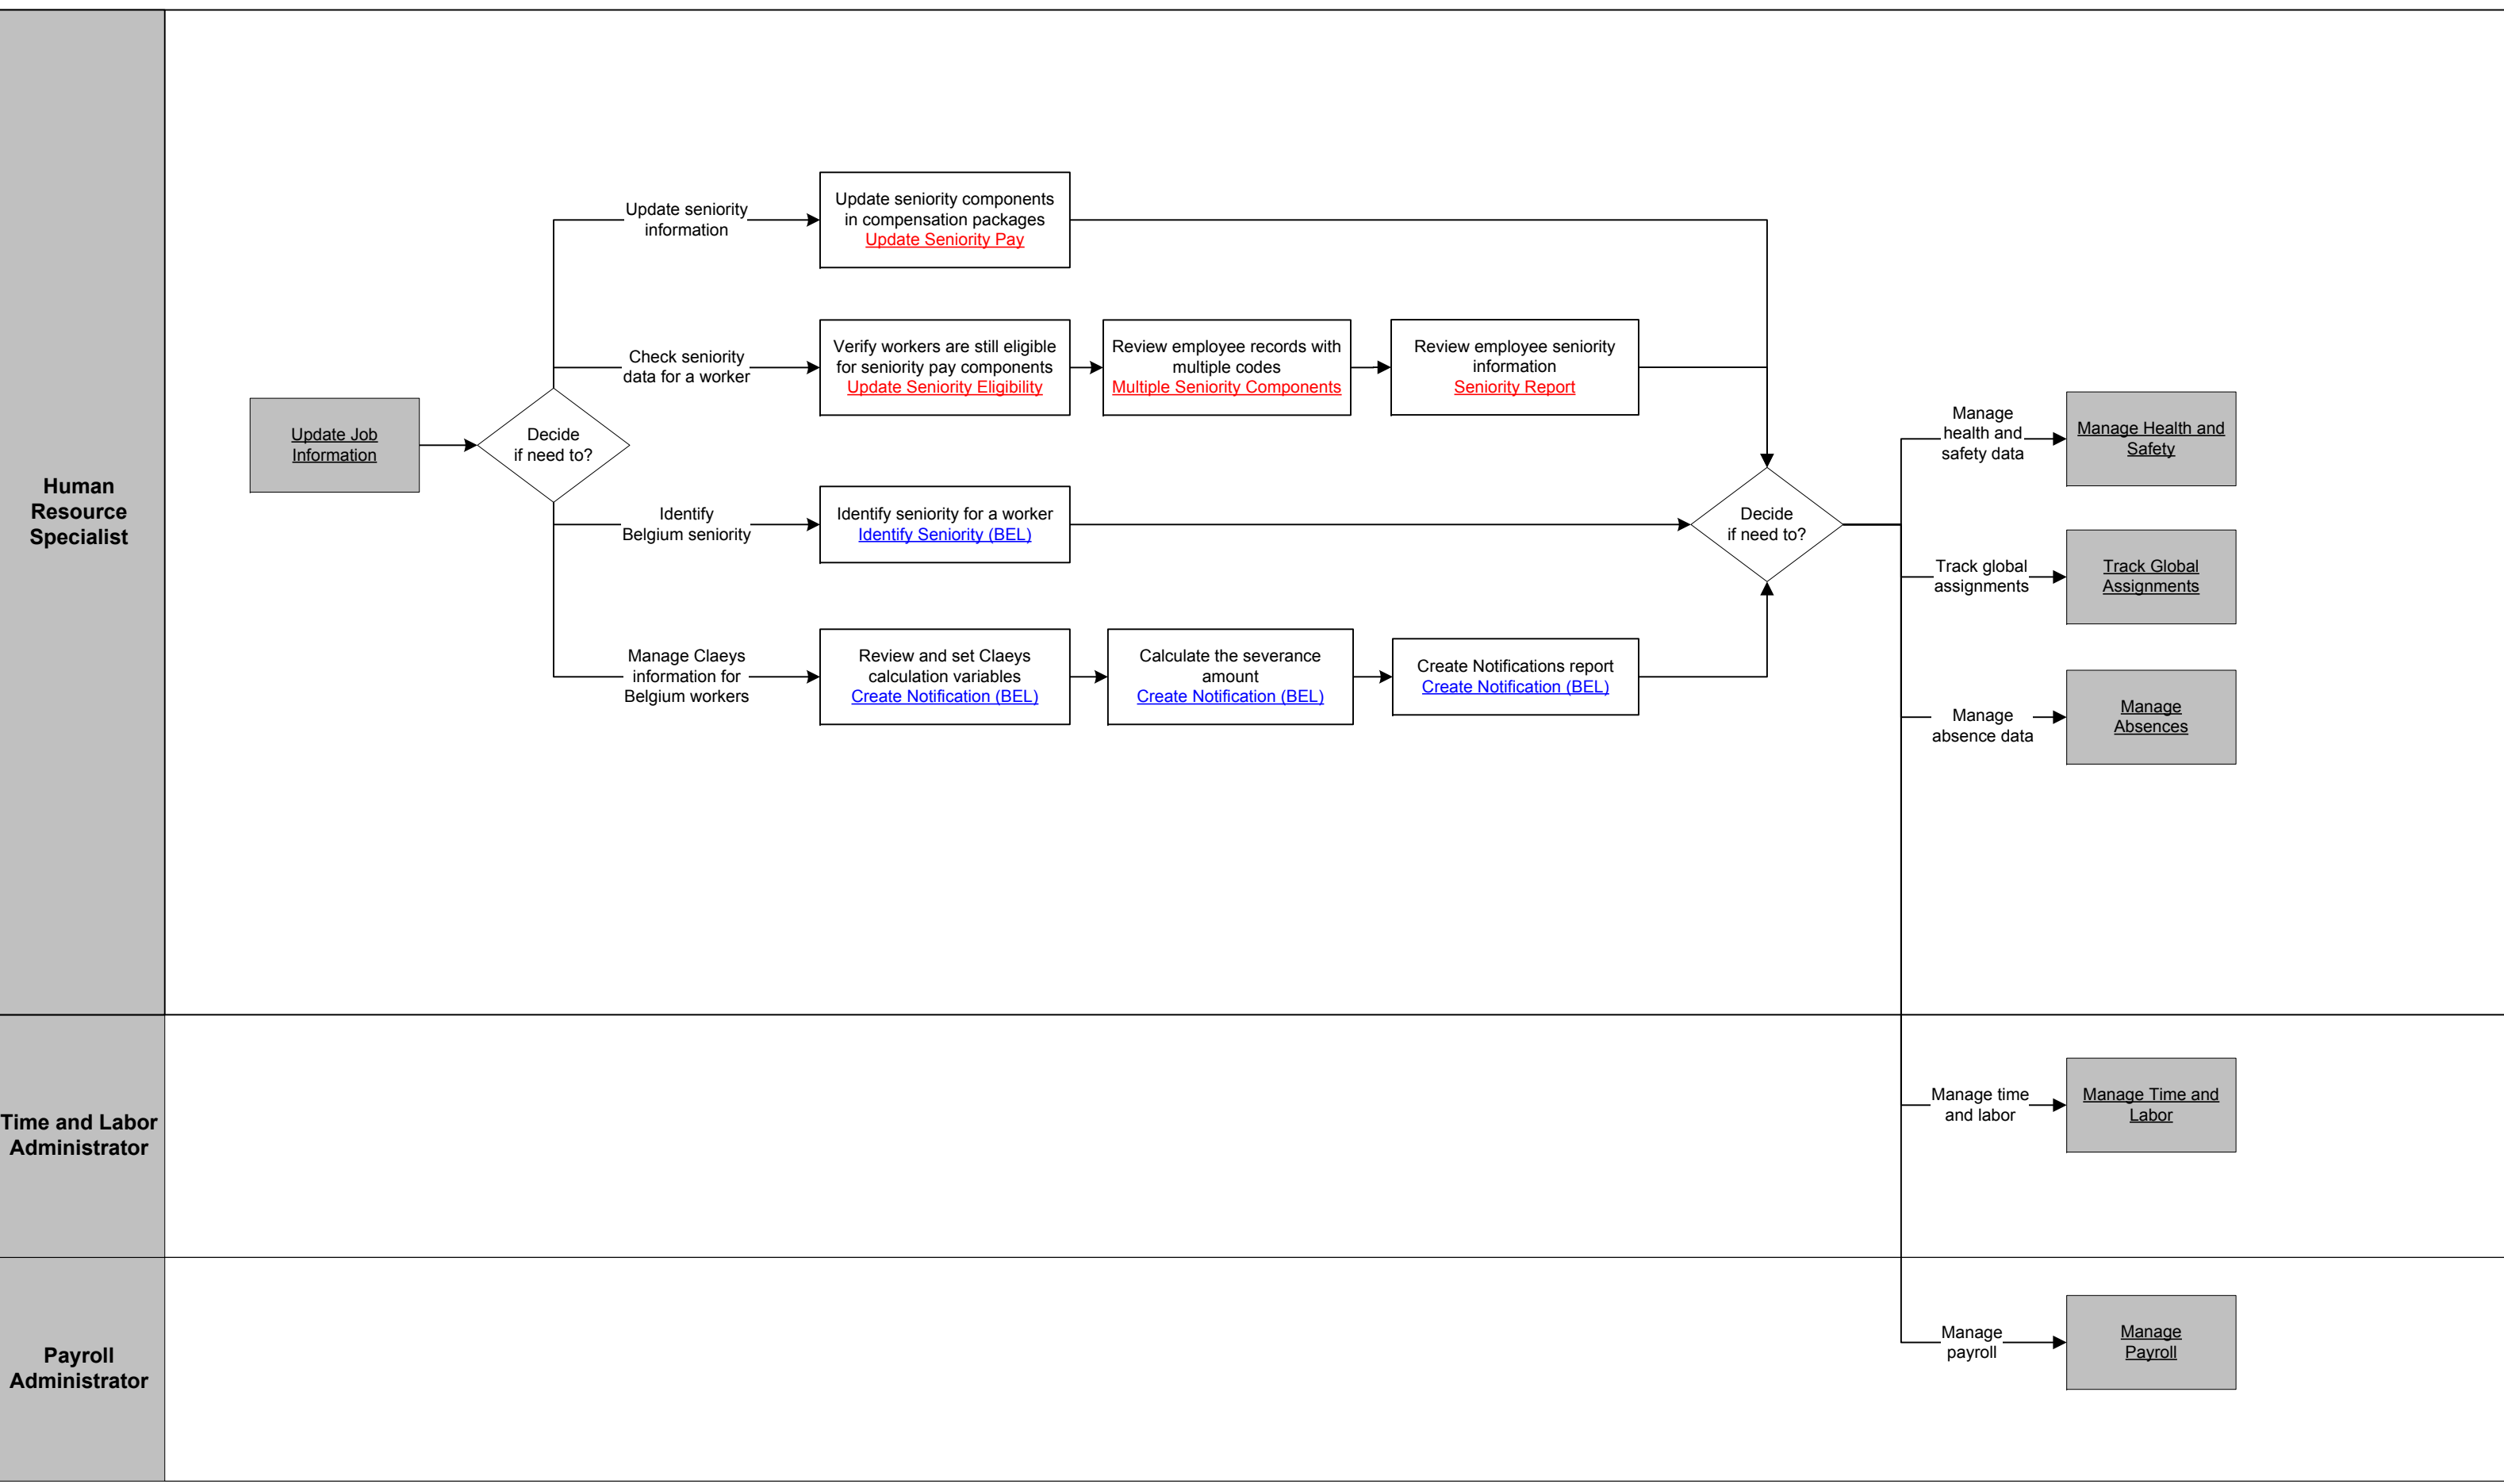 Human
Resource
Specialist
Update Job
Information
Decide
if need to?
Update seniority
information
Update seniority components
in compensation packages
Update Seniority Pay
Check seniority
data for a worker
Verify workers are still eligible
for seniority pay components
Update Seniority Eligibility
Review employee records with
multiple codes
Multiple Seniority Components
Review employee seniority
information
Seniority Report
Identify
Belgium seniority
Identify seniority for a worker
Identify Seniority (BEL)
Manage Claeys
information for
Belgium workers
Review and set Claeys
calculation variables
Create Notification (BEL)
Calculate the severance
amount
Create Notification (BEL)
Create Notifications report
Create Notification (BEL)
Decide
if need to?
Manage
health and
safety data
Manage Health and
Safety
Track global
assignments
Track Global
Assignments
Manage
absence data
Manage
Absences
Time and Labor
Administrator
Manage time
and labor
Manage Time and
Labor
Payroll
Administrator
Manage
payroll
Manage
Payroll